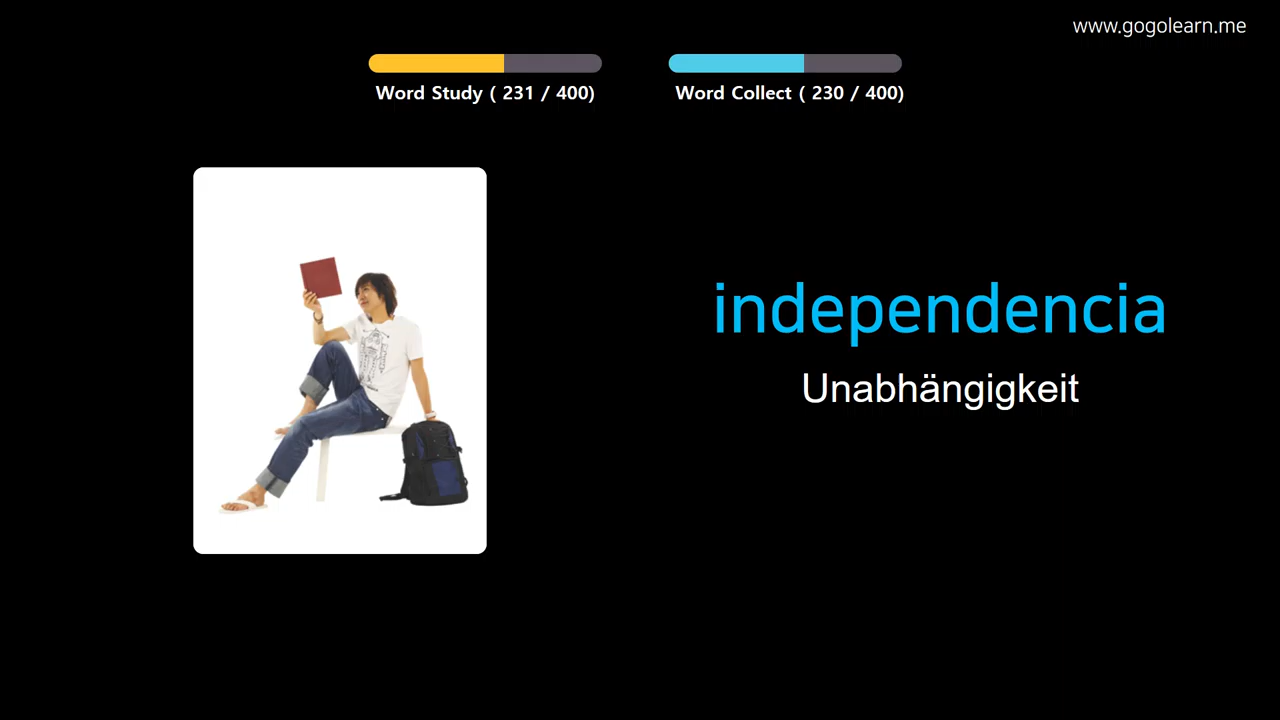 www.gogolearn.me
Word Study ( 231 / 400)
Word Collect ( 230 / 400)
independencia
Unabhängigkeit